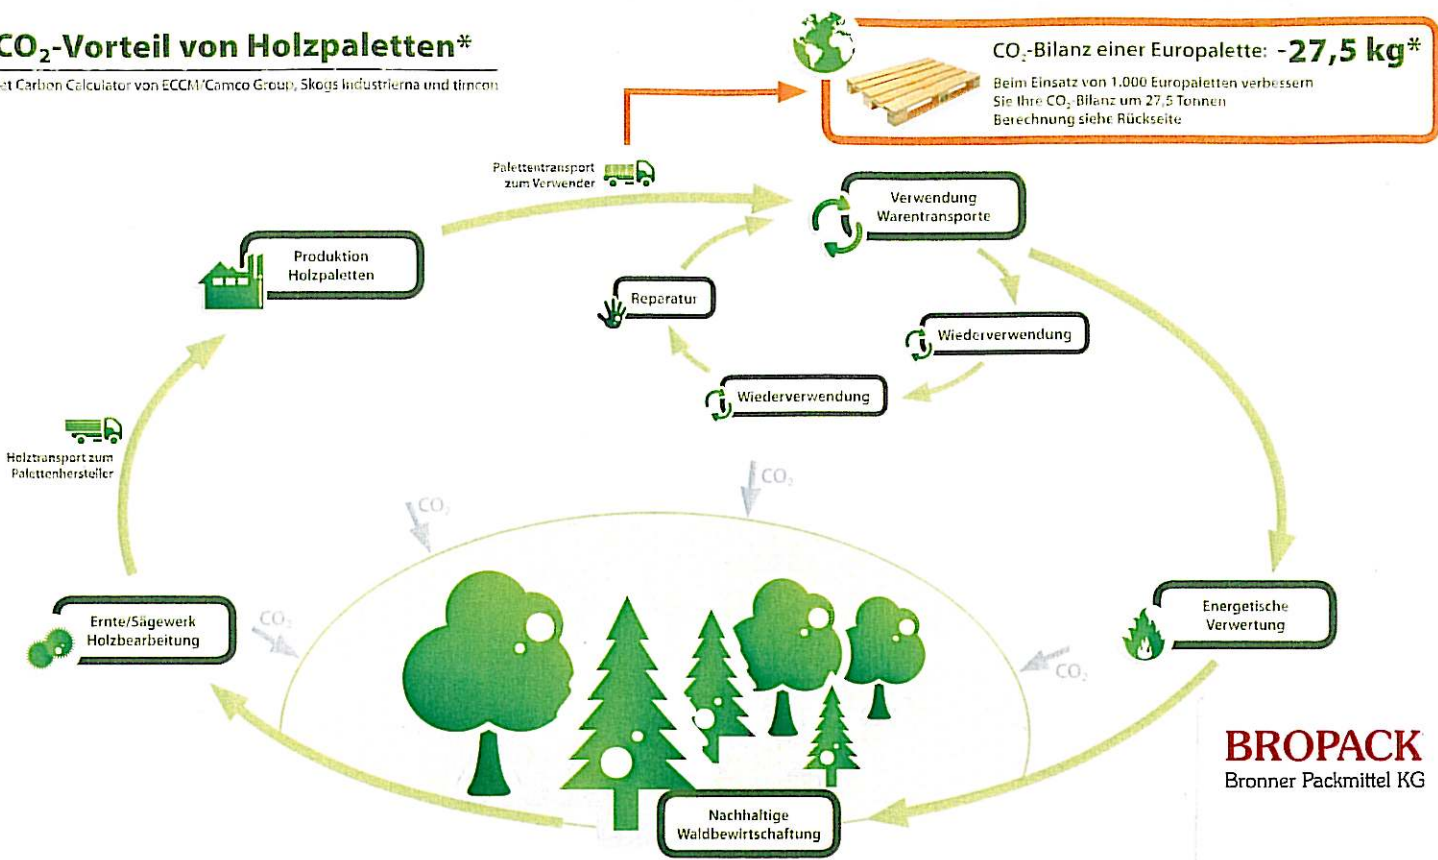 CO₂-Vorteil von Holzpaletten*
et Carbon Calculator von ECCM/Camco Group, Skogs Industrierna und timcon
CO₂-Bilanz einer Europalette: -27,5 kg*
Beim Einsatz von 1.000 Europaletten verbessern
Sie Ihre CO₂-Bilanz um 27,5 Tonnen
Berechnung siehe Rückseite
Palettentransport
zum Verwender
Verwendung
Warentransporte
Produktion
Holzpaletten
Reparatur
Wiederverwendung
Wiederverwendung
Holztransport zum
Palettenhersteller
CO₂
CO₂
Ernte/Sägewerk
Holzbearbeitung
CO₂
CO₂
Energetische
Verwertung
Nachhaltige
Waldbewirtschaftung
BROPACK
Bronner Packmittel KG